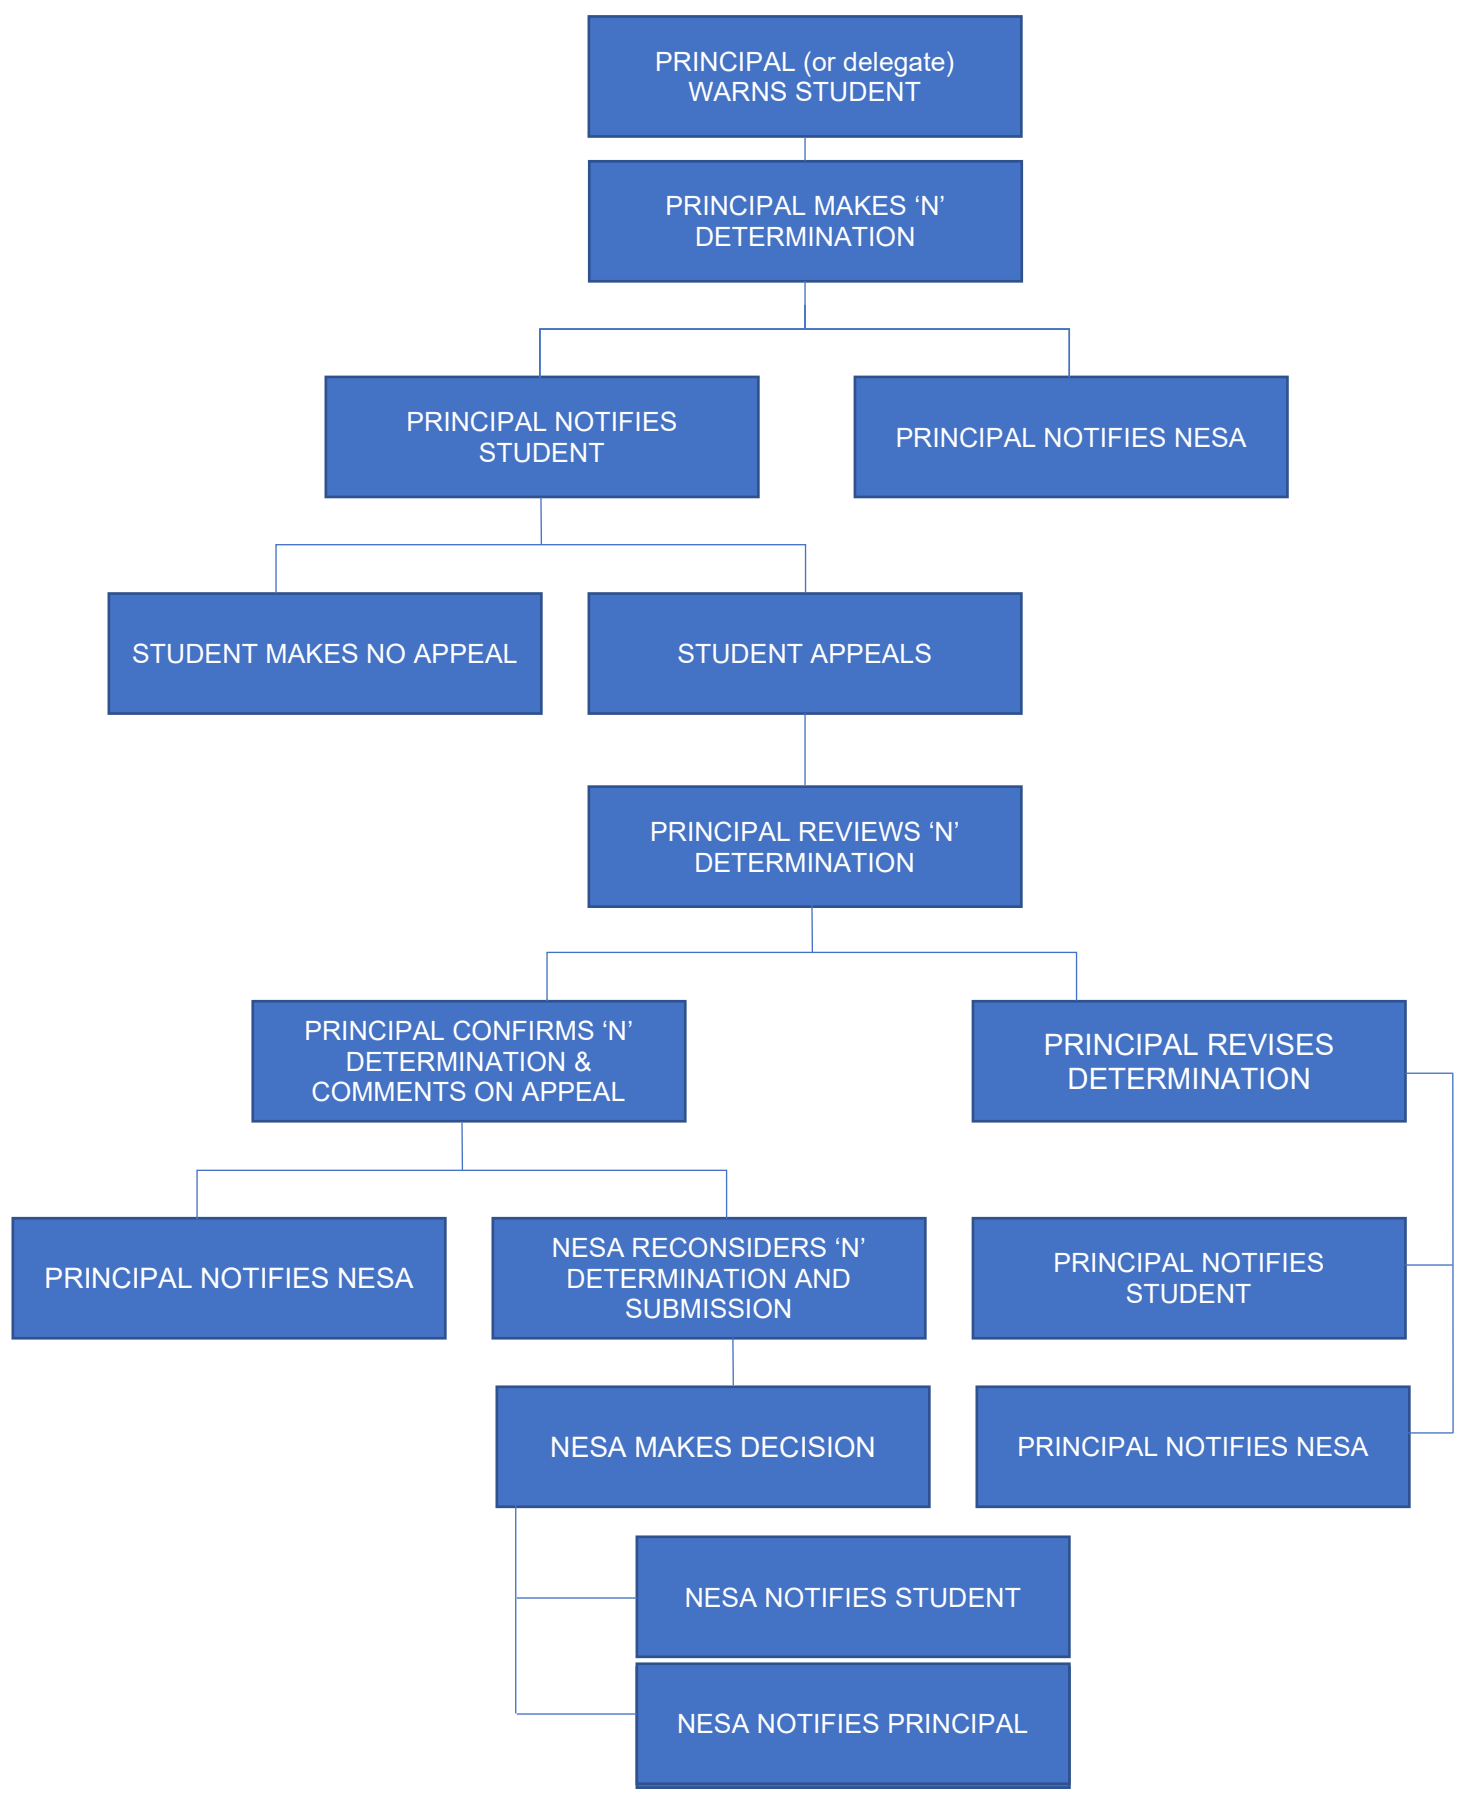 PRINCIPAL (or delegate)
WARNS STUDENT
PRINCIPAL MAKES ‘N’
DETERMINATION
PRINCIPAL NOTIFIES
STUDENT
PRINCIPAL NOTIFIES NESA
STUDENT MAKES NO APPEAL
STUDENT APPEALS
PRINCIPAL REVIEWS ‘N’
DETERMINATION
PRINCIPAL CONFIRMS ‘N’
DETERMINATION &
COMMENTS ON APPEAL
PRINCIPAL REVISES
DETERMINATION
PRINCIPAL NOTIFIES NESA
NESA RECONSIDERS ‘N’
DETERMINATION AND
SUBMISSION
PRINCIPAL NOTIFIES
STUDENT
NESA MAKES DECISION
PRINCIPAL NOTIFIES NESA
NESA NOTIFIES STUDENT
NESA NOTIFIES PRINCIPAL